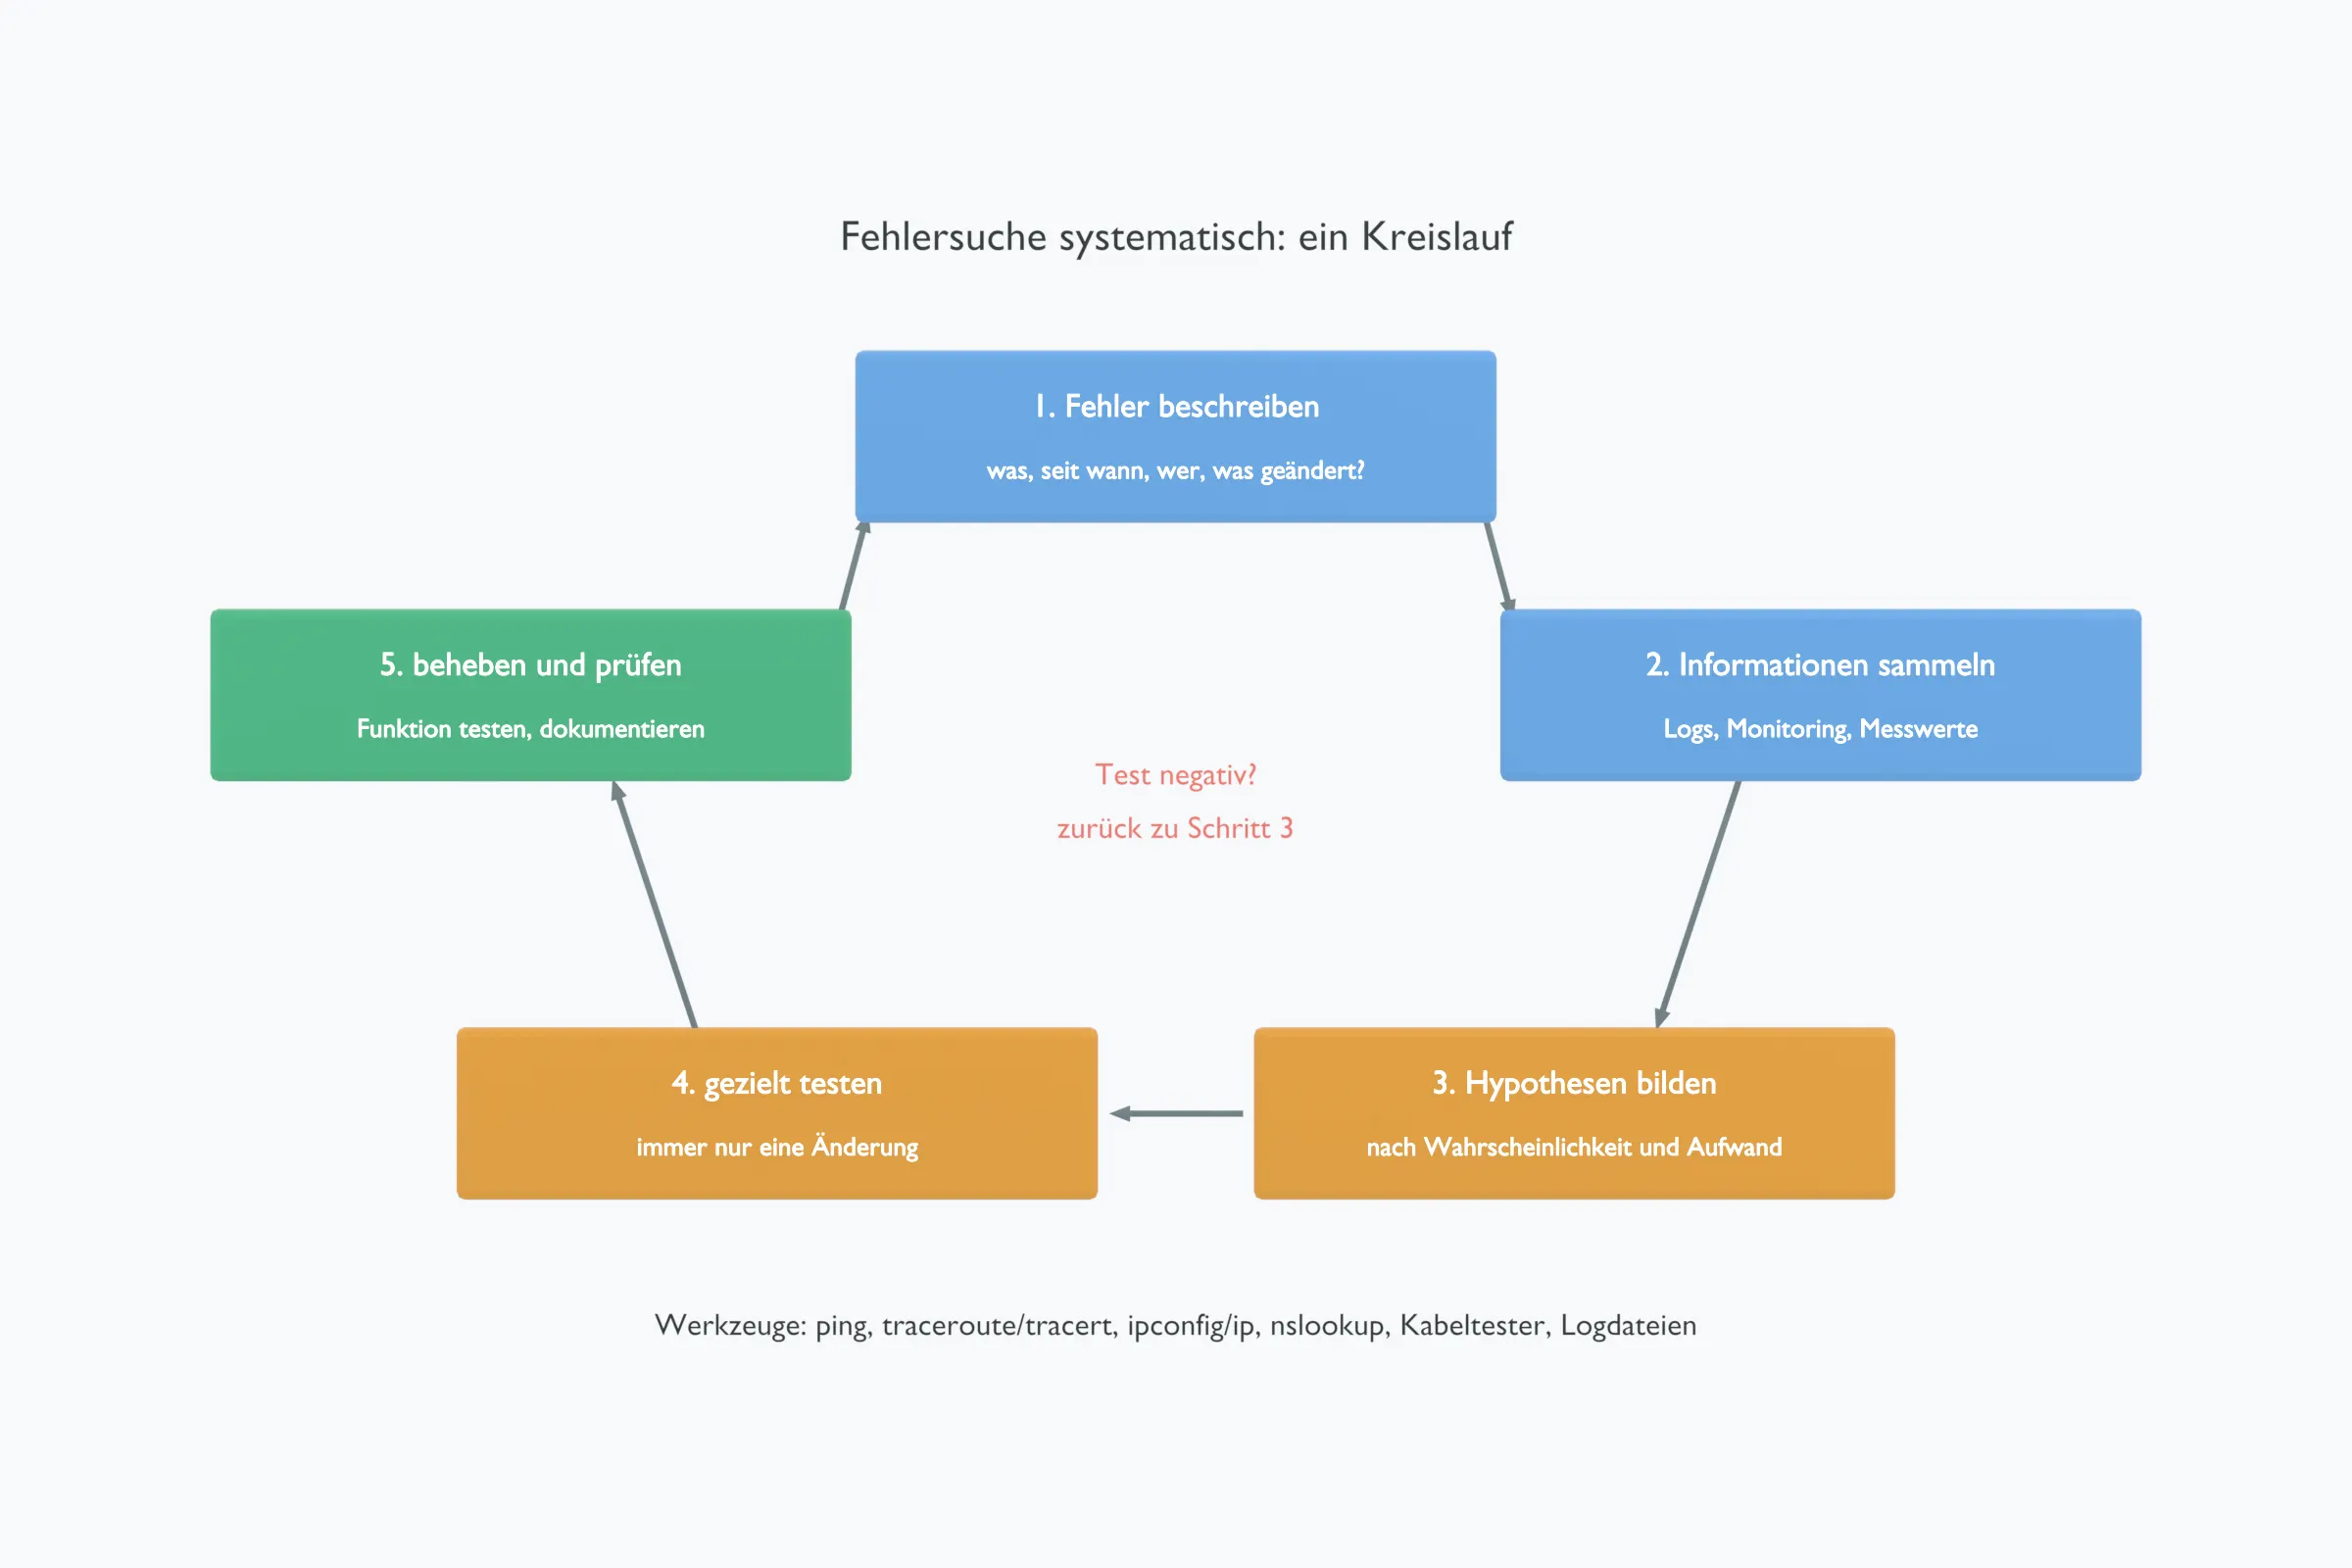 Fehlersuche systematisch: ein Kreislauf
1. Fehler beschreiben
was, seit wann, wer, was geändert?
2. Informationen sammeln
Logs, Monitoring, Messwerte
3. Hypothesen bilden
nach Wahrscheinlichkeit und Aufwand
4. gezielt testen
immer nur eine Änderung
5. beheben und prüfen
Funktion testen, dokumentieren
Test negativ?
zurück zu Schritt 3
Werkzeuge: ping, traceroute/tracert, ipconfig/ip, nslookup, Kabeltester, Logdateien